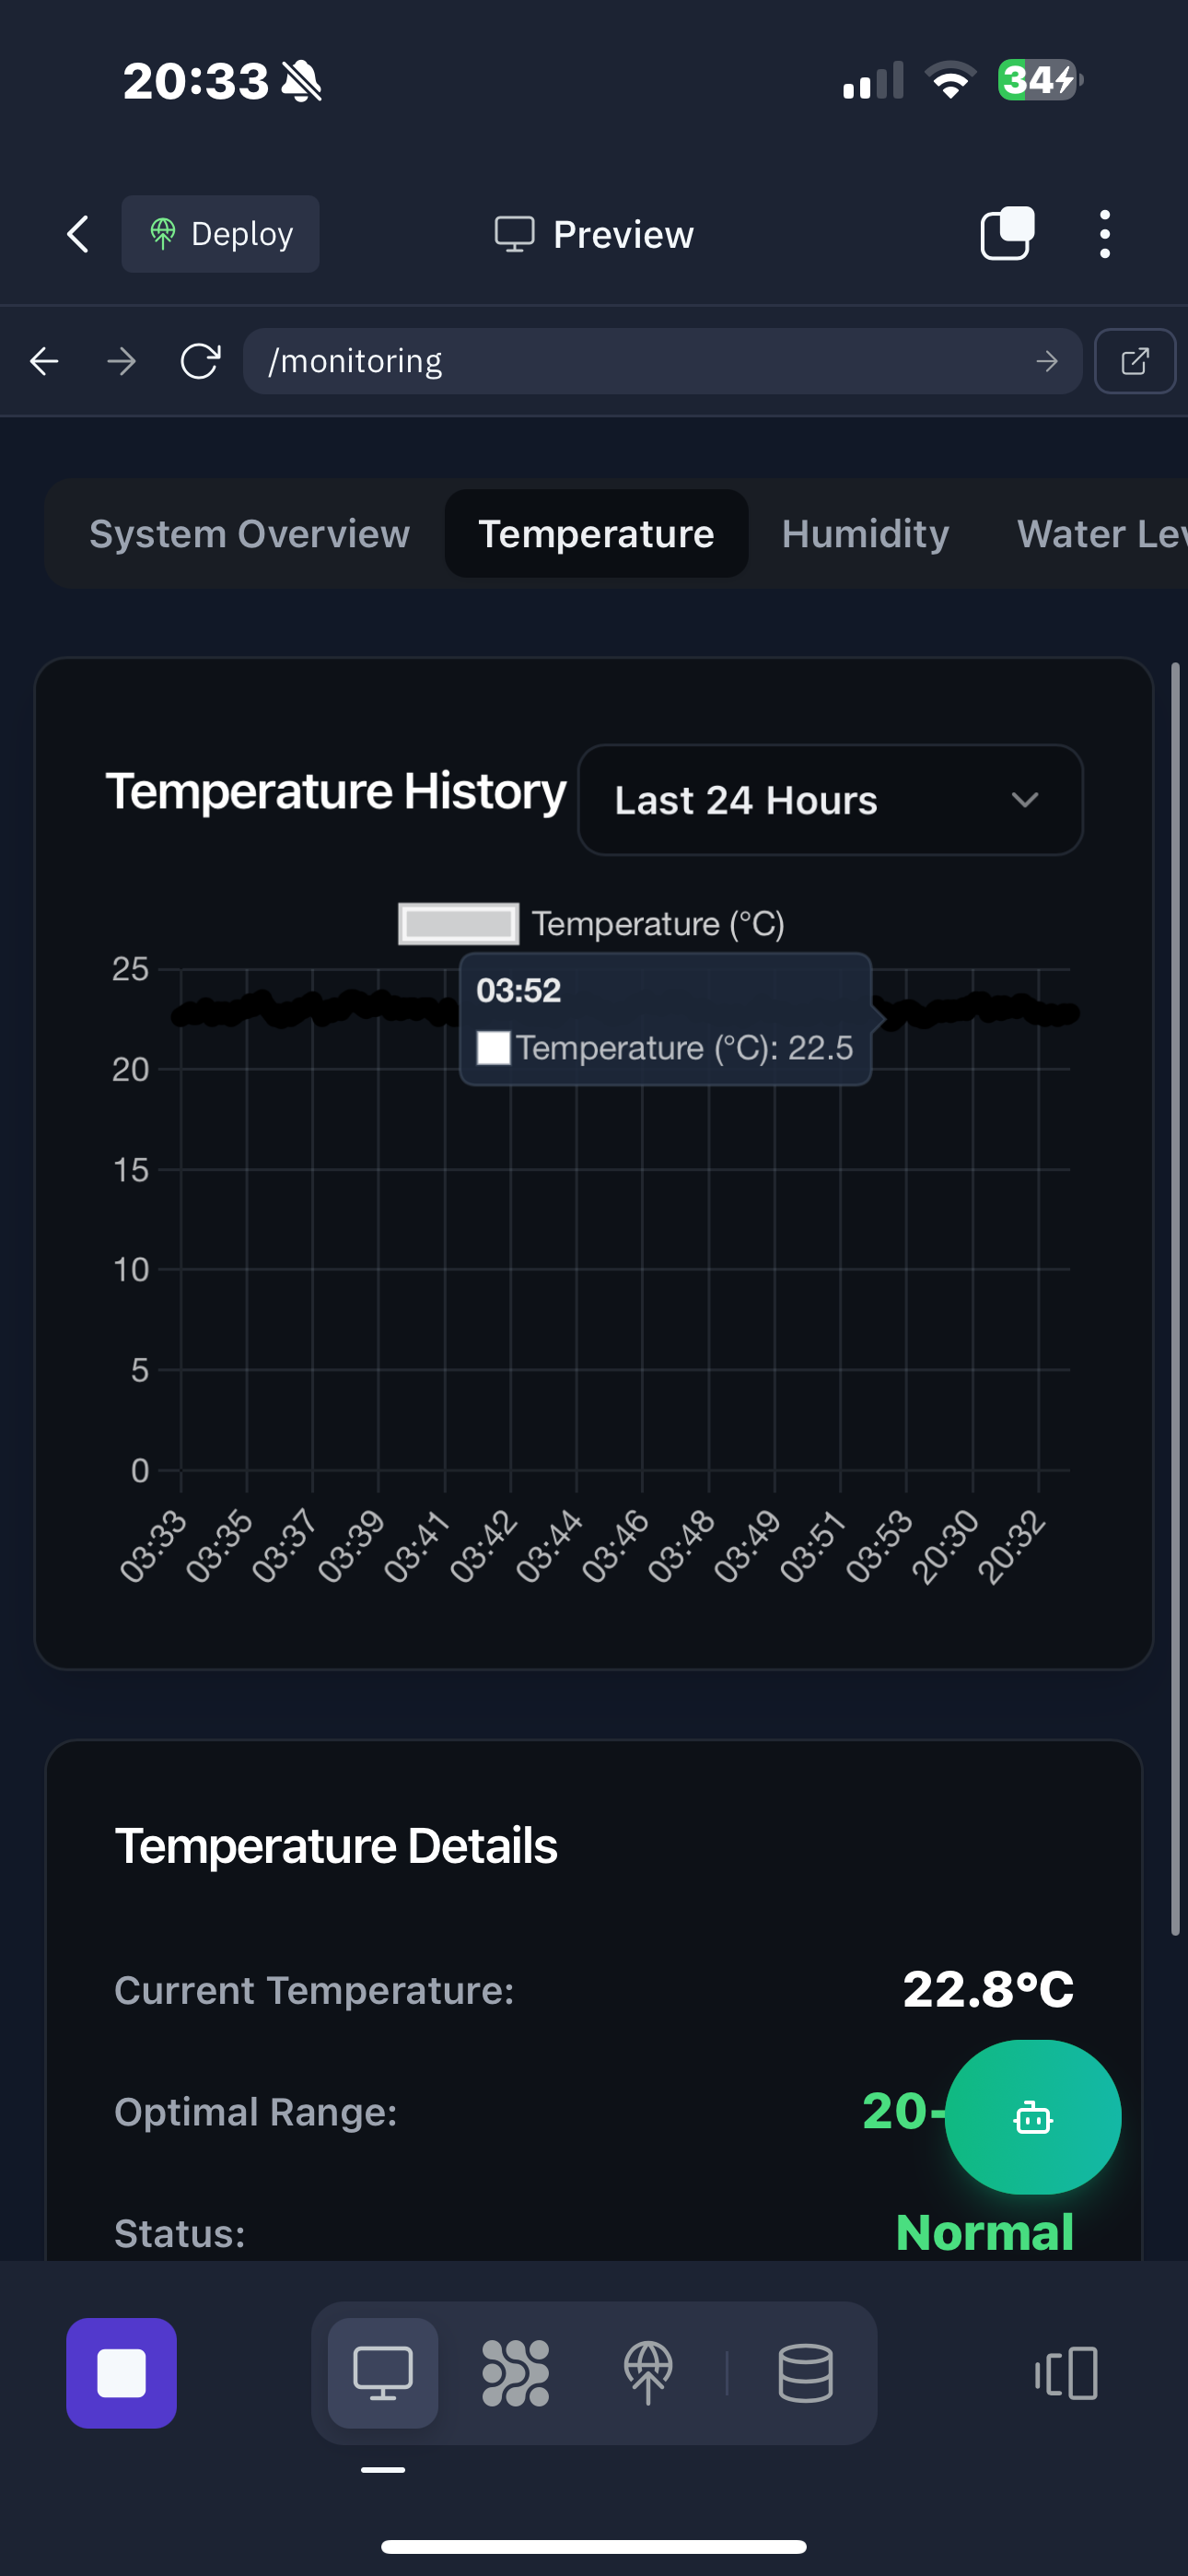 20:33
34
Deploy
Preview
/monitoring
System Overview Temperature Humidity Water Lev
Temperature History
Last 24 Hours
Temperature (°C)
03:52
Temperature (°C): 22.5
25
20
15
10
5
0
03:33 03:35 03:37 03:39 03:41 03:42 03:44 03:46 03:48 03:49 03:51 03:53 20:30 20:32
Temperature Details
Current Temperature: 22.8°C
Optimal Range: 20-
Status: Normal